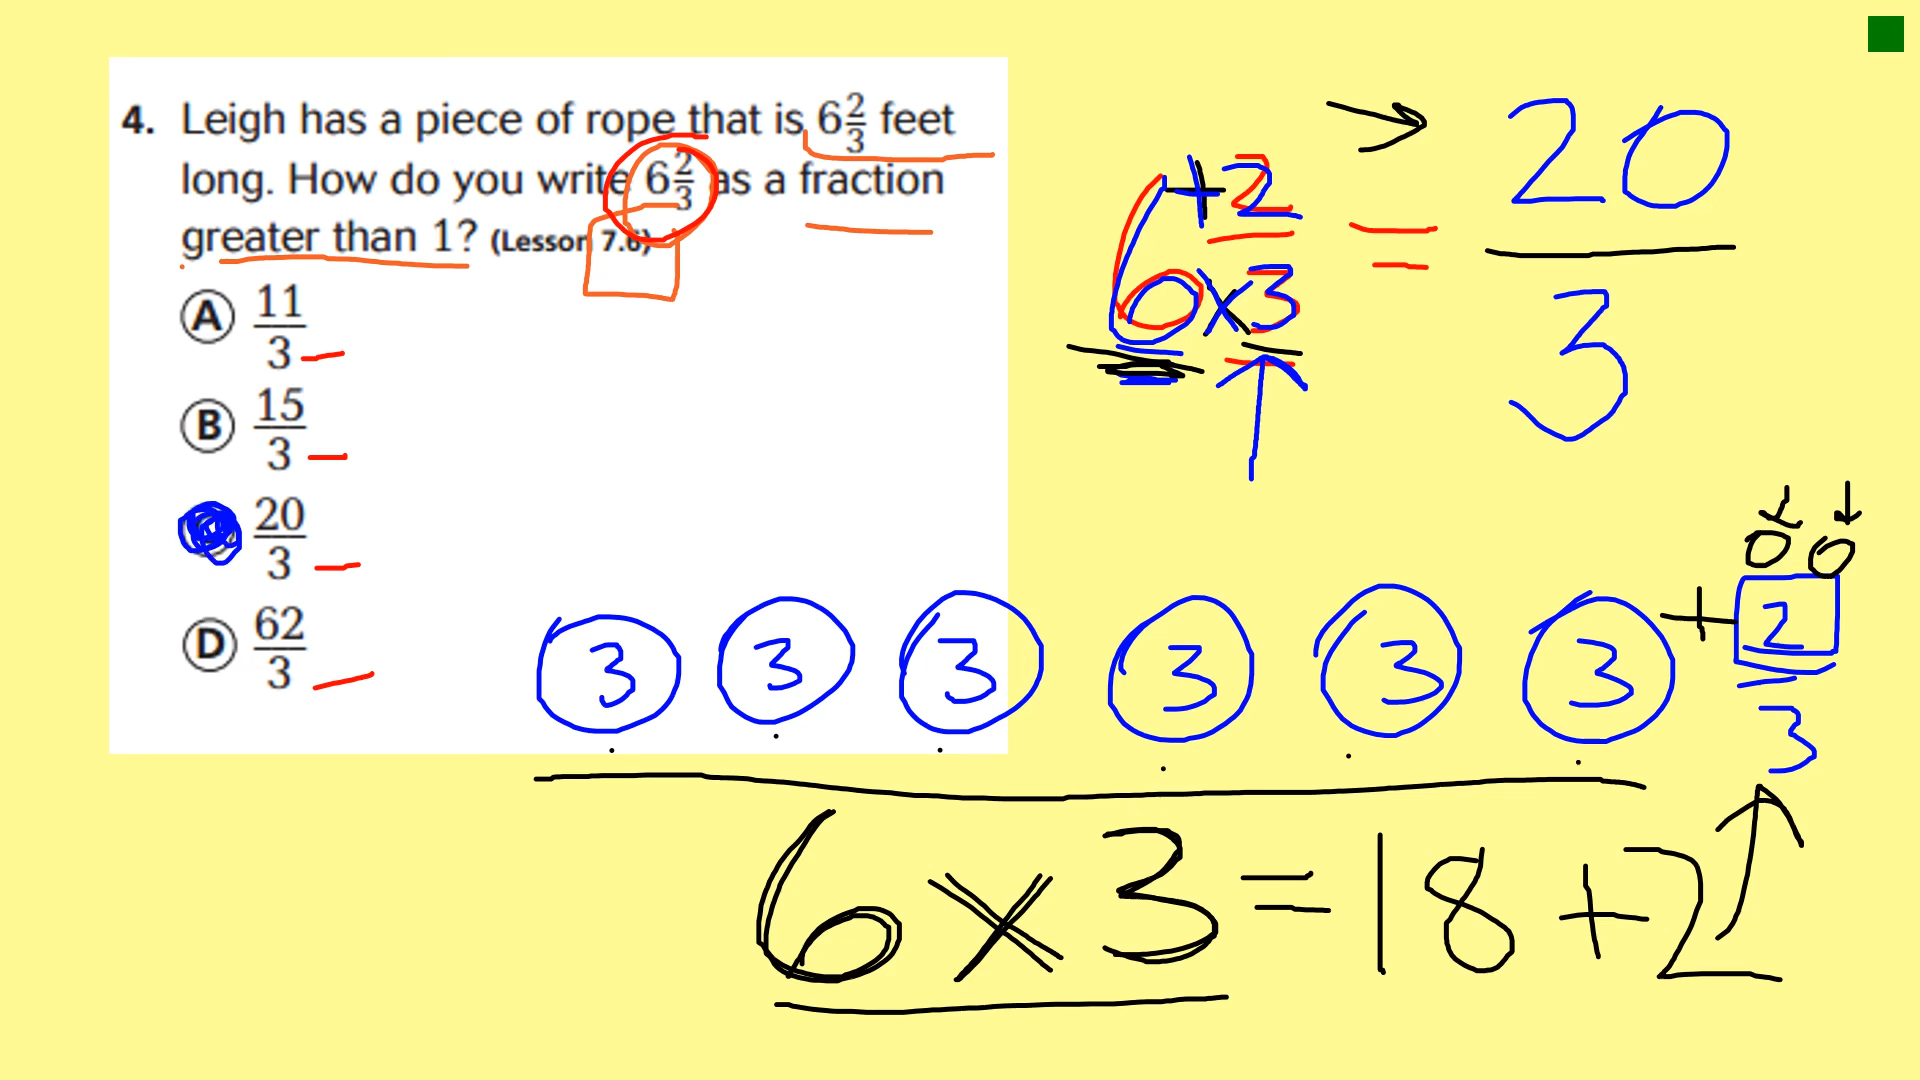 4. Leigh has a piece of rope that is 6 2/3 feet
long. How do you write 6 2/3 as a fraction
greater than 1? (Lesson 7.6)
A 11/3
B 15/3
20/3
D 62/3
+2
6x3 = 20/3
3 3 3 3 3 3 + 2/3
6 x 3 = 18 + 2